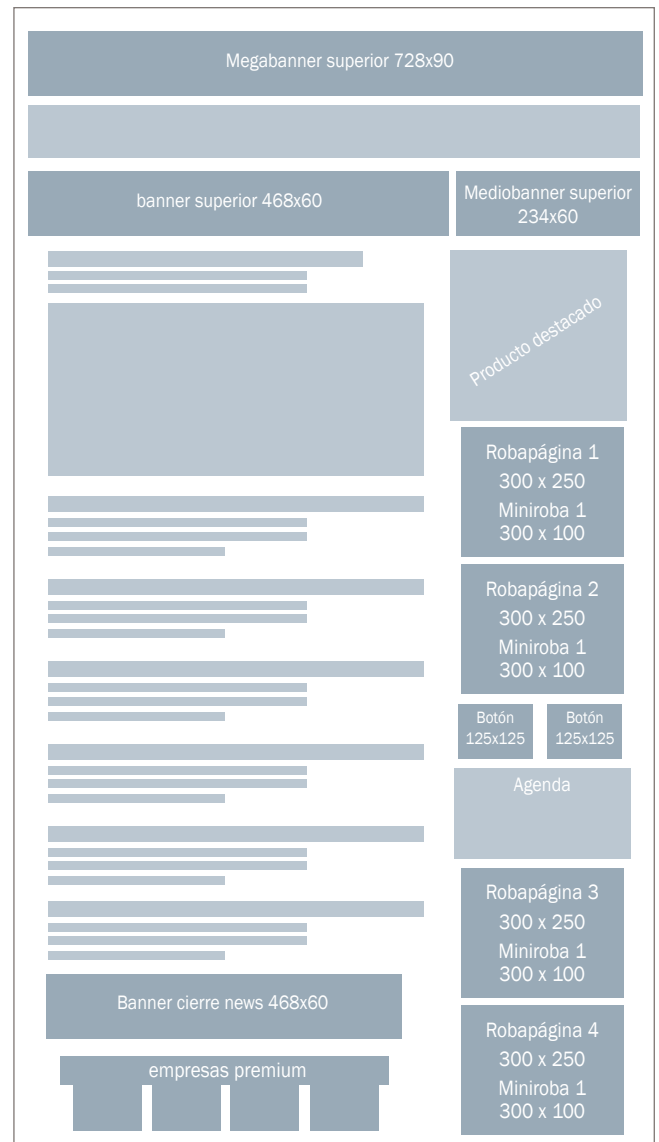 Megabanner superior 728x90
banner superior 468x60
Mediobanner superior
234x60
Producto destacado
Robapágina 1
300 x 250
Miniroba 1
300 x 100
Robapágina 2
300 x 250
Miniroba 1
300 x 100
Botón
125x125
Botón
125x125
Agenda
Robapágina 3
300 x 250
Miniroba 1
300 x 100
Banner cierre news 468x60
empresas premium
Robapágina 4
300 x 250
Miniroba 1
300 x 100